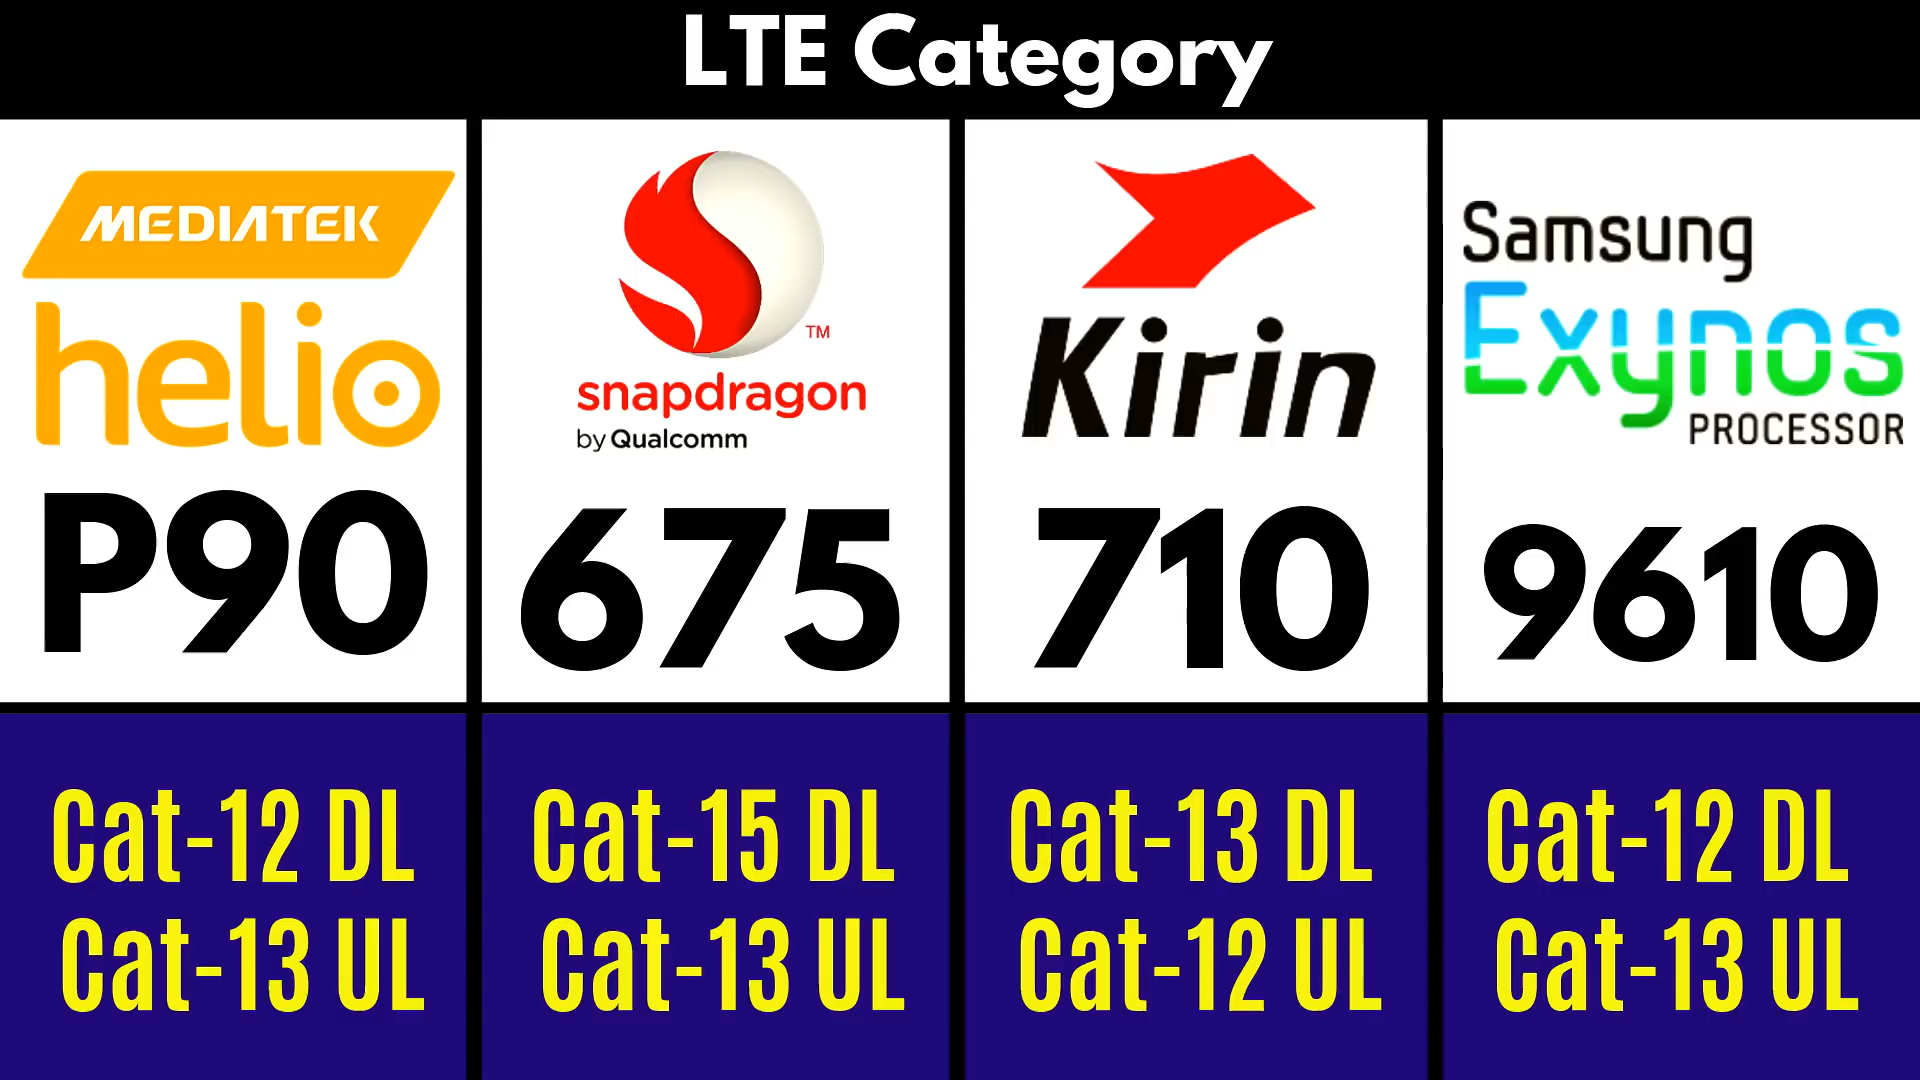 LTE Category
MEDIATEK
helio
P90
TM
snapdragon
by Qualcomm
675
Kirin
710
Samsung
Exynos
PROCESSOR
9610
Cat-12 DL
Cat-13 UL
Cat-15 DL
Cat-13 UL
Cat-13 DL
Cat-12 UL
Cat-12 DL
Cat-13 UL